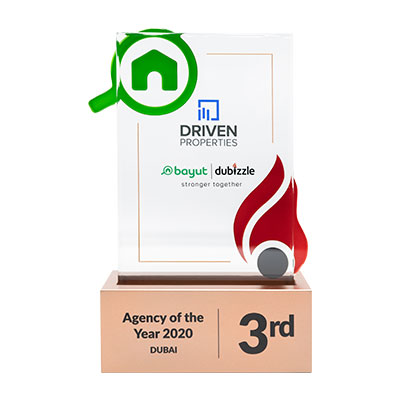 DRIVEN
PROPERTIES
bayut | dubizzle
stronger together
Agency of the
Year 2020
DUBAI
3rd